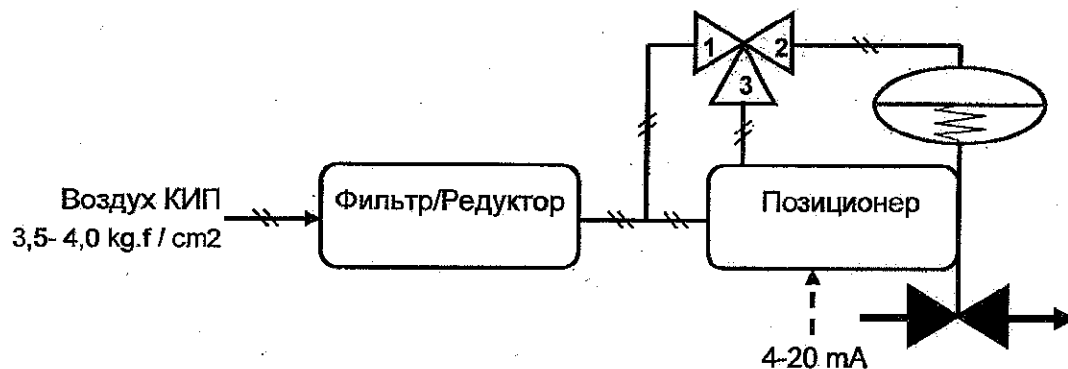 1 2
3
Воздух КИП
3,5- 4,0 kg.f / cm2
Фильтр/Редуктор
Позиционер
4-20 mA